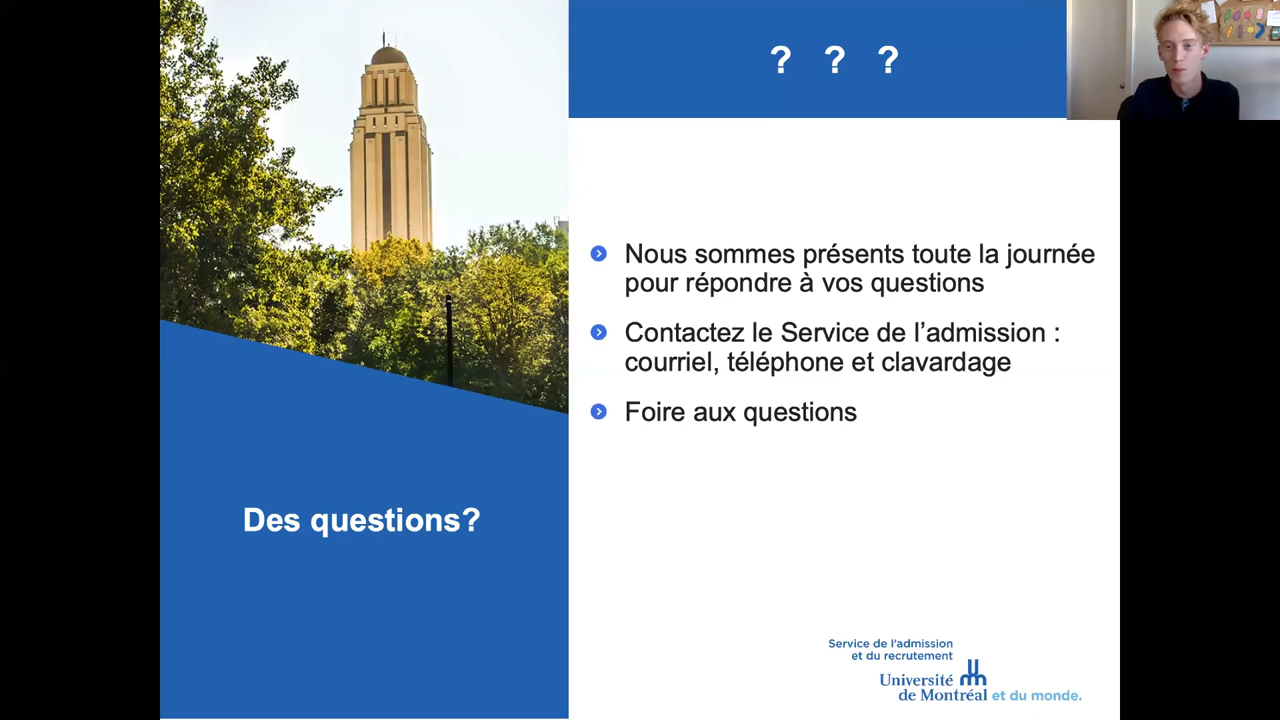 ? ? ?
Nous sommes présents toute la journée
pour répondre à vos questions
Contactez le Service de l’admission :
courriel, téléphone et clavardage
Foire aux questions
Des questions?
Service de l’admission
et du recrutement
Université
de Montréal et du monde.